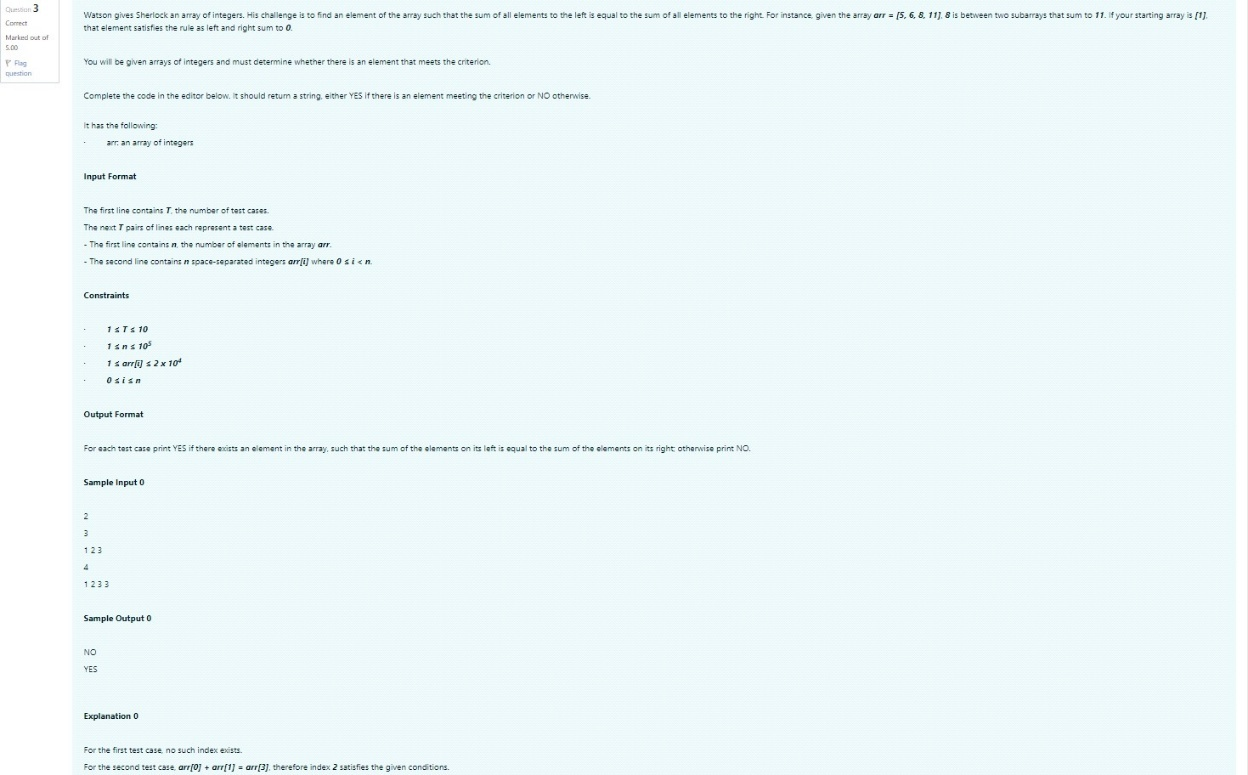 Question 3
Correct
Marked out of
5.00
Flag
question
Watson gives Sherlock an array of integers. His challenge is to find an element of the array such that the sum of all elements to the left is equal to the sum of all elements to the right. For instance, given the array arr = [5, 6, 8, 11], 8 is between two subarrays that sum to 11. If your starting array is [1],
that element satisfies the rule as left and right sum to 0.
You will be given arrays of integers and must determine whether there is an element that meets the criterion.
Complete the code in the editor below. It should return a string, either YES if there is an element meeting the criterion or NO otherwise.
It has the following:
· arr: an array of integers
Input Format
The first line contains T, the number of test cases.
The next T pairs of lines each represent a test case.
- The first line contains n, the number of elements in the array arr.
- The second line contains n space-separated integers arr[i] where 0 ≤ i < n.
Constraints
· 1 ≤ T ≤ 10
· 1 ≤ n ≤ 10⁵
· 1 ≤ arr[i] ≤ 2 x 10⁴
· 0 ≤ i ≤ n
Output Format
For each test case print YES if there exists an element in the array, such that the sum of the elements on its left is equal to the sum of the elements on its right; otherwise print NO.
Sample Input 0
2
3
1 2 3
4
1 2 3 3
Sample Output 0
NO
YES
Explanation 0
For the first test case, no such index exists.
For the second test case, arr[0] + arr[1] = arr[3], therefore index 2 satisfies the given conditions.